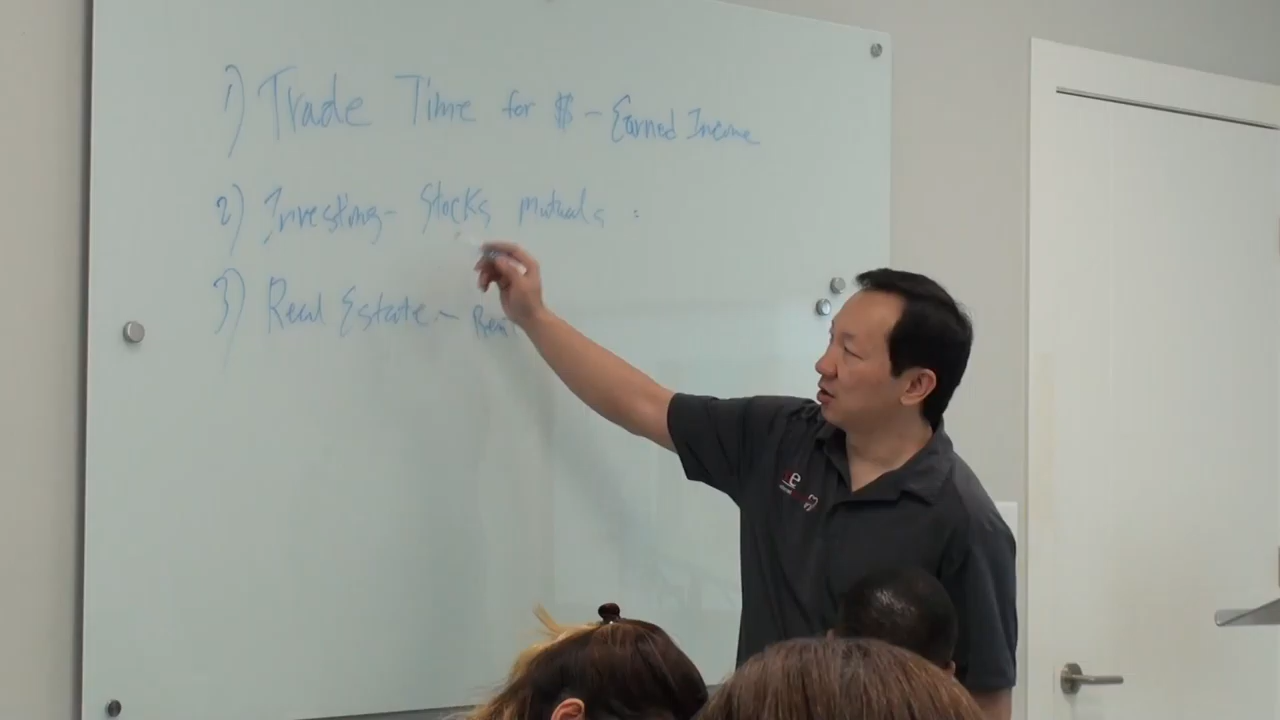 1) Trade Time for $ - Earned Income
2) Investing - Stocks Mutuals :
3) Real Estate -
e